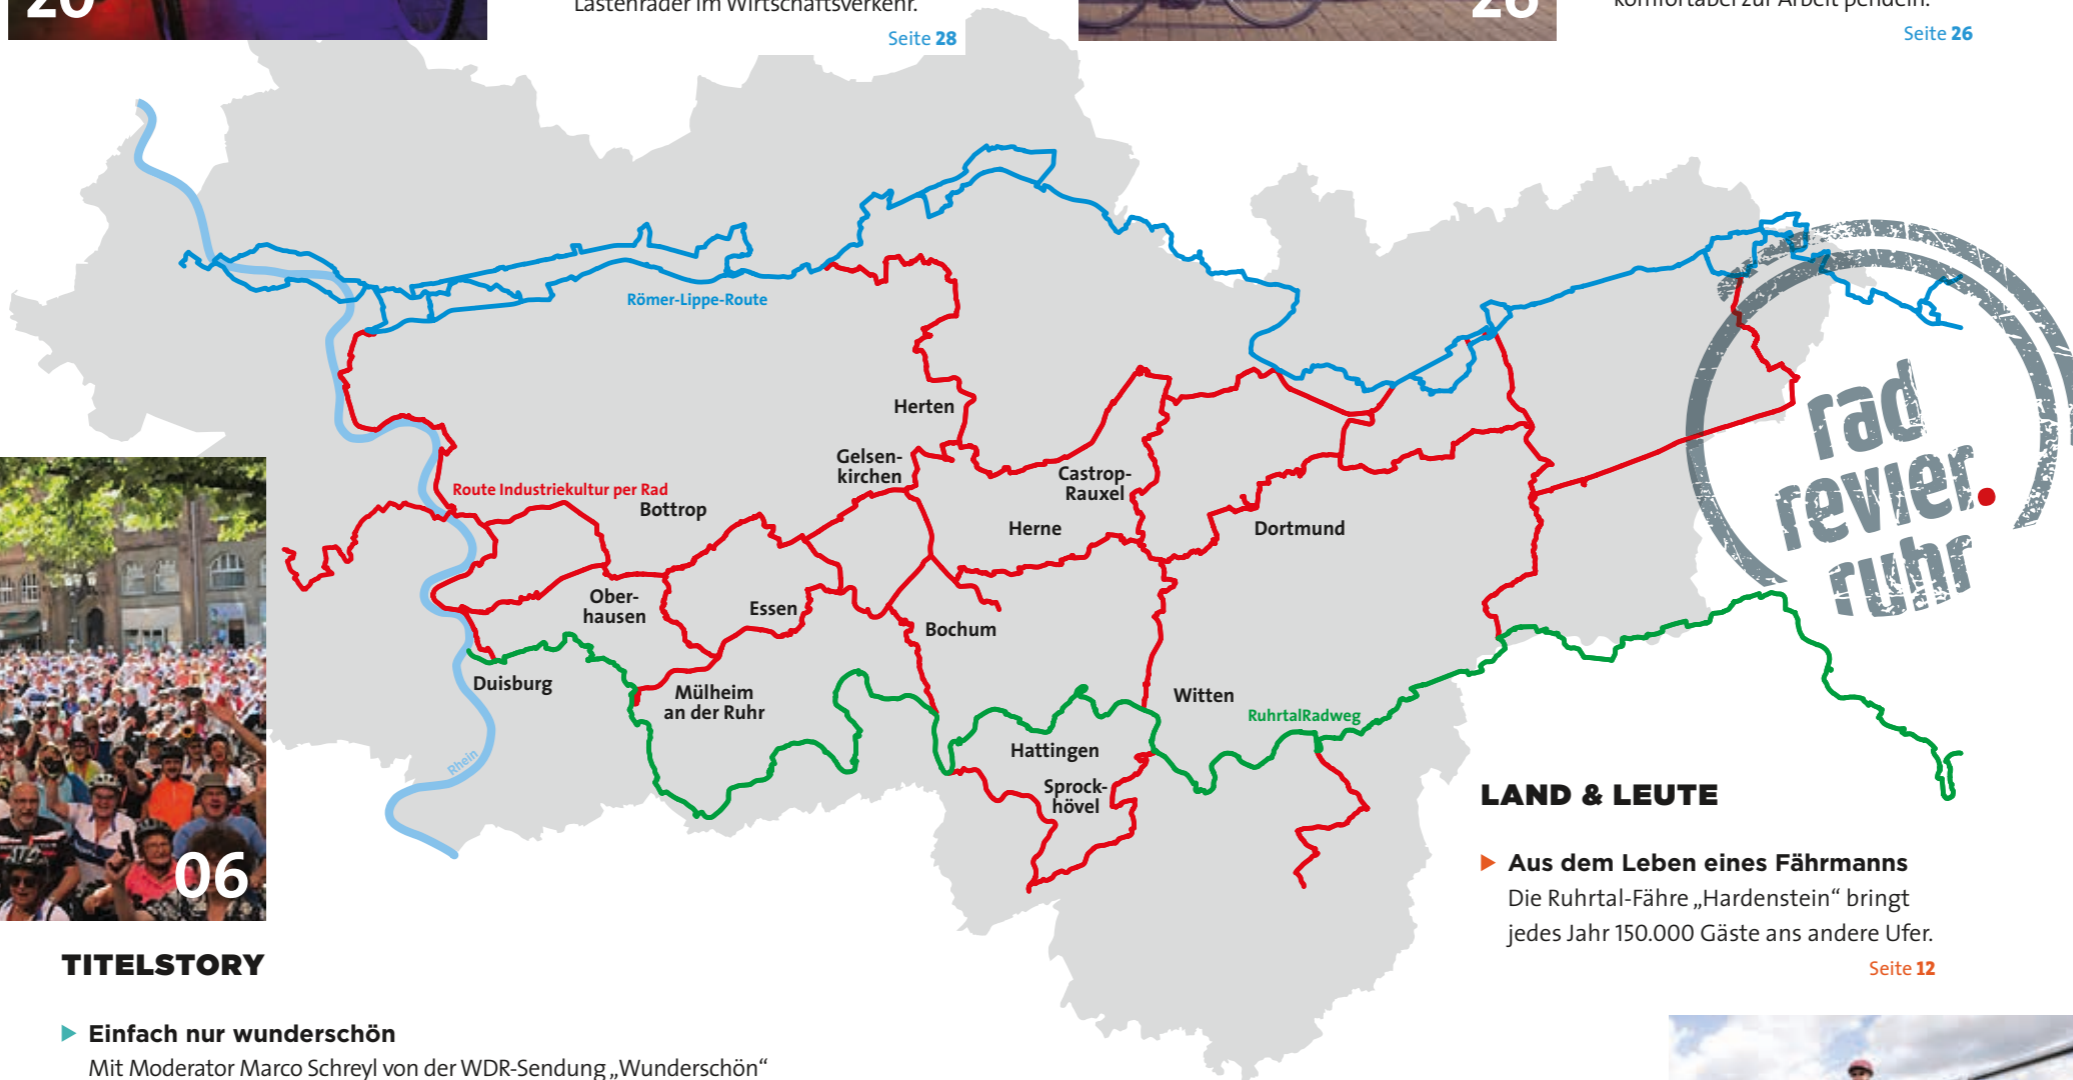 20
Lastenräder im Wirtschaftsverkehr.
Seite 28
26
komfortabel zur Arbeit pendeln.
Seite 26
Römer-Lippe-Route
rad
revier.
ruhr
Herten
Gelsen-
kirchen
Castrop-
Rauxel
Route Industriekultur per Rad
Bottrop
Herne
Dortmund
Ober-
hausen
Essen
Bochum
Duisburg
Mülheim
an der Ruhr
Witten
RuhrtalRadweg
Hattingen
Rhein
Sprock-
hövel
06
LAND & LEUTE
Aus dem Leben eines Fährmanns
Die Ruhrtal-Fähre „Hardenstein“ bringt
jedes Jahr 150.000 Gäste ans andere Ufer.
Seite 12
TITELSTORY
Einfach nur wunderschön
Mit Moderator Marco Schreyl von der WDR-Sendung „Wunderschön“